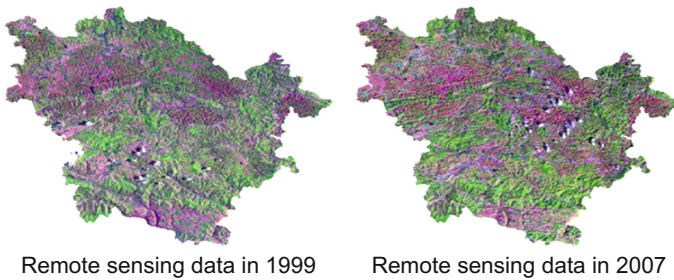 Remote sensing data in 1999
Remote sensing data in 2007